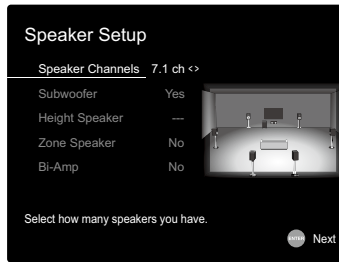 Speaker Setup
Speaker Channels 7.1 ch <>
Subwoofer Yes
Height Speaker ---
Zone Speaker No
Bi-Amp No
Select how many speakers you have.
ENTER Next